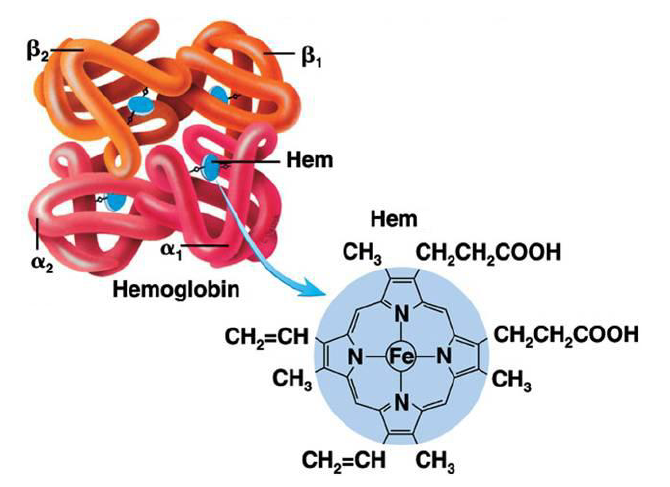 β2
β1
Hem
α1
α2
Hemoglobin
Hem
CH3 CH2CH2COOH
N
CH2=CH CH2CH2COOH
N Fe N
CH3 CH3
N
CH2=CH CH3